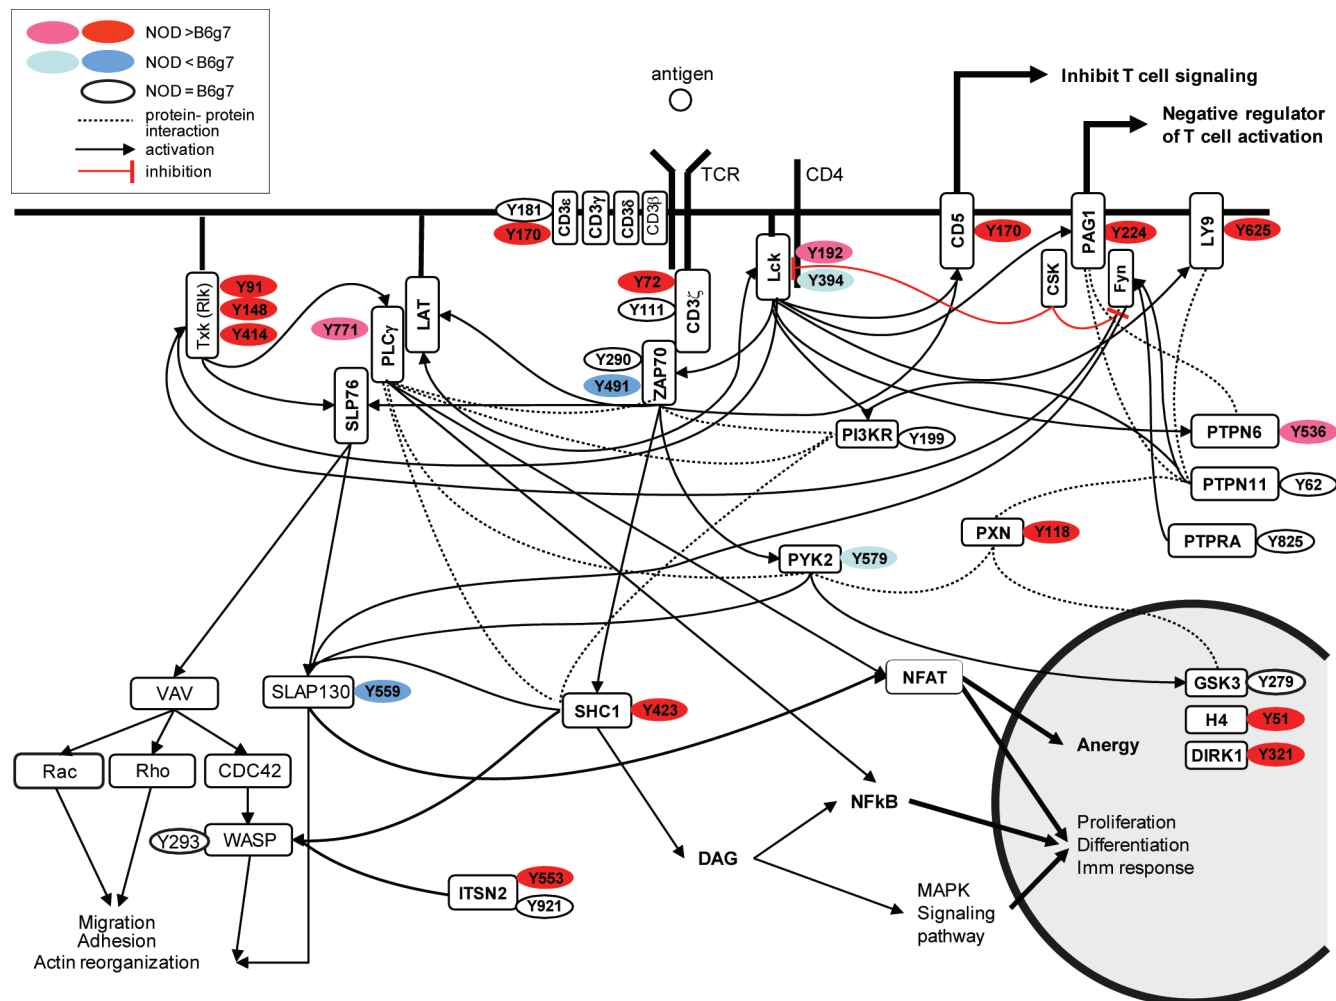 NOD >B6g7
NOD < B6g7
NOD = B6g7
protein- protein
interaction
activation
inhibition
antigen
Inhibit T cell signaling
Negative regulator
of T cell activation
TCR
CD4
Y181
Y170
CD3ε
CD3γ
CD3δ
CD3β
Lck
Y192
Y394
CD5
Y170
PAG1
Y224
LY9
Y625
CSK
Fyn
Txk (Rlk)
Y91
Y148
Y414
Y771
PLCγ
LAT
Y72
Y111
CD3ζ
Y290
Y491
ZAP70
SLP76
PI3KR
Y199
PTPN6
Y536
PTPN11
Y62
PXN
Y118
PTPRA
Y825
PYK2
Y579
VAV
SLAP130
Y559
SHC1
Y423
NFAT
GSK3
Y279
H4
Y51
DIRK1
Y321
Anergy
Rac
Rho
CDC42
NFkB
Proliferation
Differentiation
Imm response
Y293
WASP
DAG
ITSN2
Y553
Y921
MAPK
Signaling
pathway
Migration
Adhesion
Actin reorganization